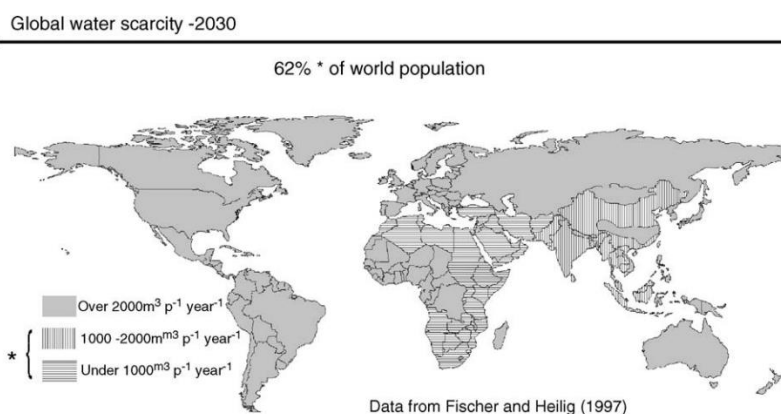 Global water scarcity -2030
62% * of world population
Over 2000m³ p⁻¹ year⁻¹
1000 -2000m³ p⁻¹ year⁻¹
* { Under 1000m³ p⁻¹ year⁻¹
Data from Fischer and Heilig (1997)